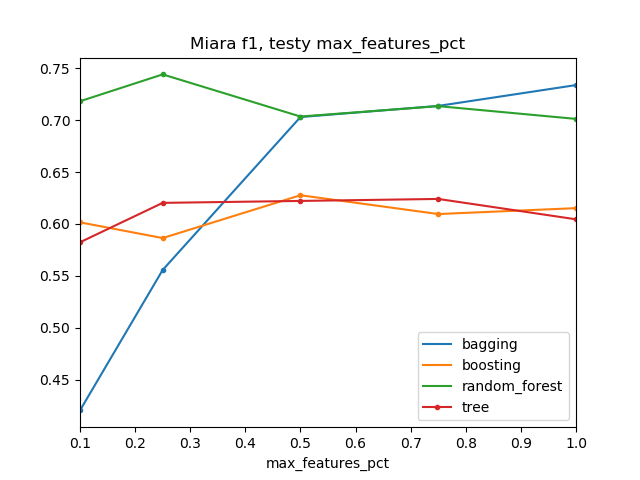 Miara f1, testy max_features_pct
0.75
0.70
0.65
0.60
0.55
0.50
0.45
bagging
boosting
random_forest
tree
0.1 0.2 0.3 0.4 0.5 0.6 0.7 0.8 0.9 1.0
max_features_pct